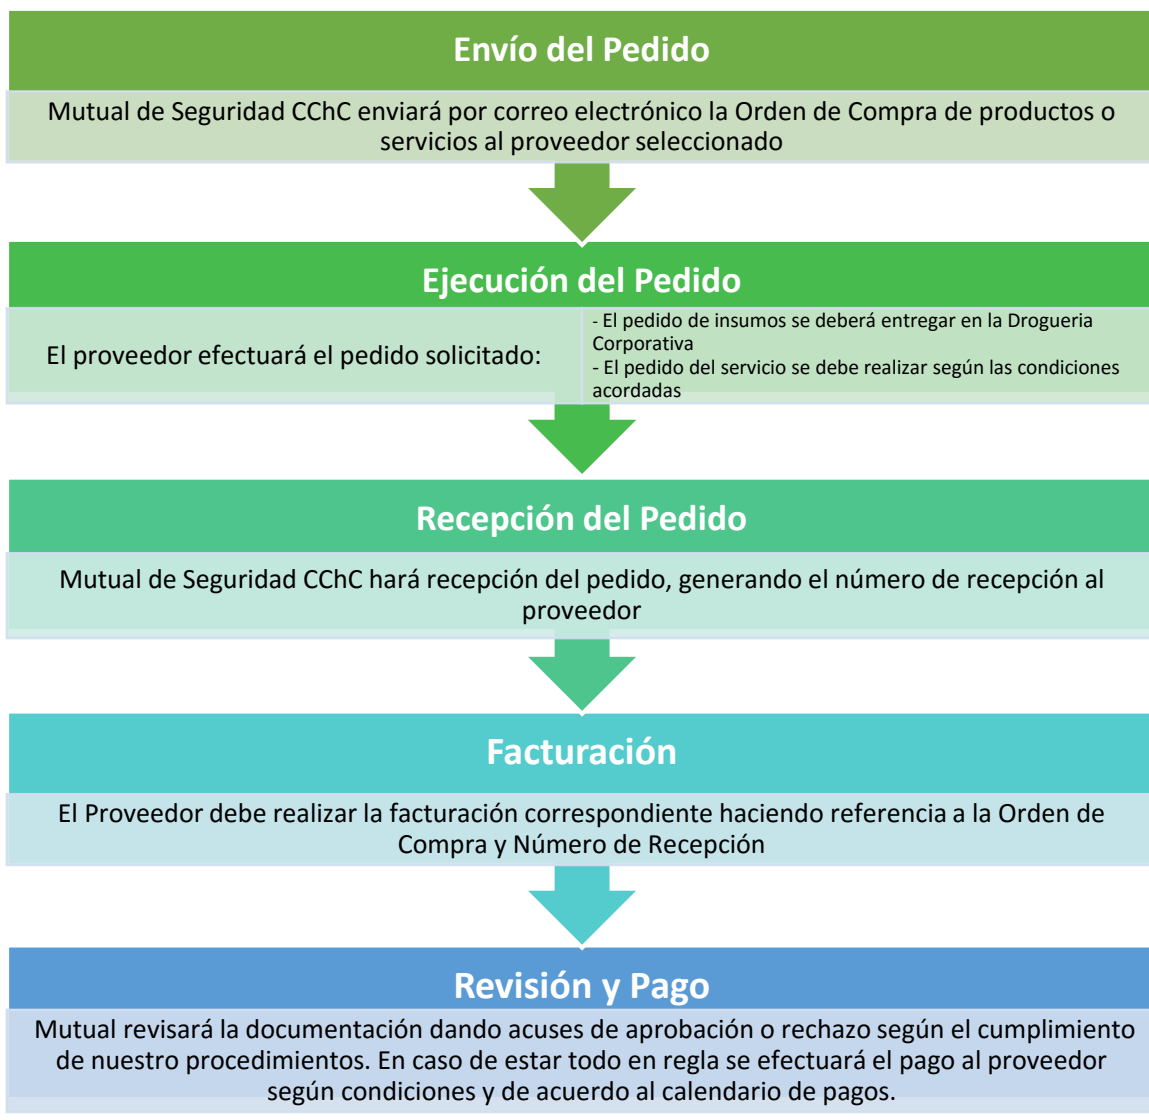 Envío del Pedido
Mutual de Seguridad CChC enviará por correo electrónico la Orden de Compra de productos o
servicios al proveedor seleccionado
Ejecución del Pedido
El proveedor efectuará el pedido solicitado:
- El pedido de insumos se deberá entregar en la Drogueria
Corporativa
- El pedido del servicio se debe realizar según las condiciones
acordadas
Recepción del Pedido
Mutual de Seguridad CChC hará recepción del pedido, generando el número de recepción al
proveedor
Facturación
El Proveedor debe realizar la facturación correspondiente haciendo referencia a la Orden de
Compra y Número de Recepción
Revisión y Pago
Mutual revisará la documentación dando acuses de aprobación o rechazo según el cumplimiento
de nuestro procedimientos. En caso de estar todo en regla se efectuará el pago al proveedor
según condiciones y de acuerdo al calendario de pagos.